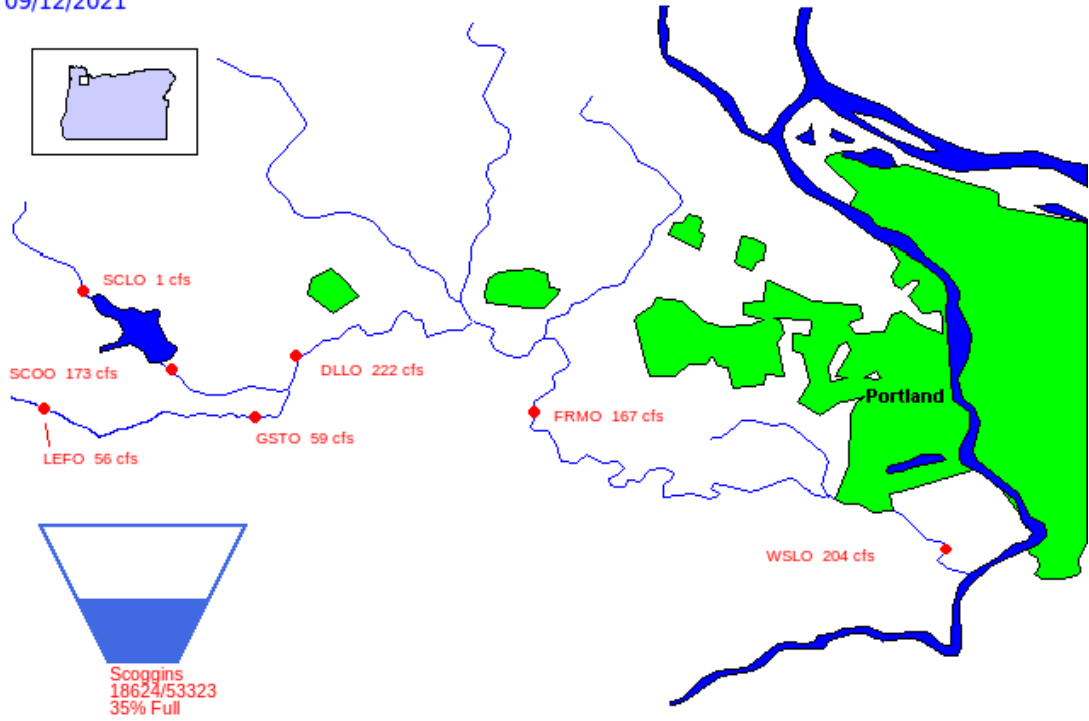 09/12/2021
SCLO 1 cfs
SCOO 173 cfs
DLLO 222 cfs
Portland
FRMO 167 cfs
GSTO 59 cfs
LEFO 56 cfs
WSLO 204 cfs
Scoggins
18624/53323
35% Full